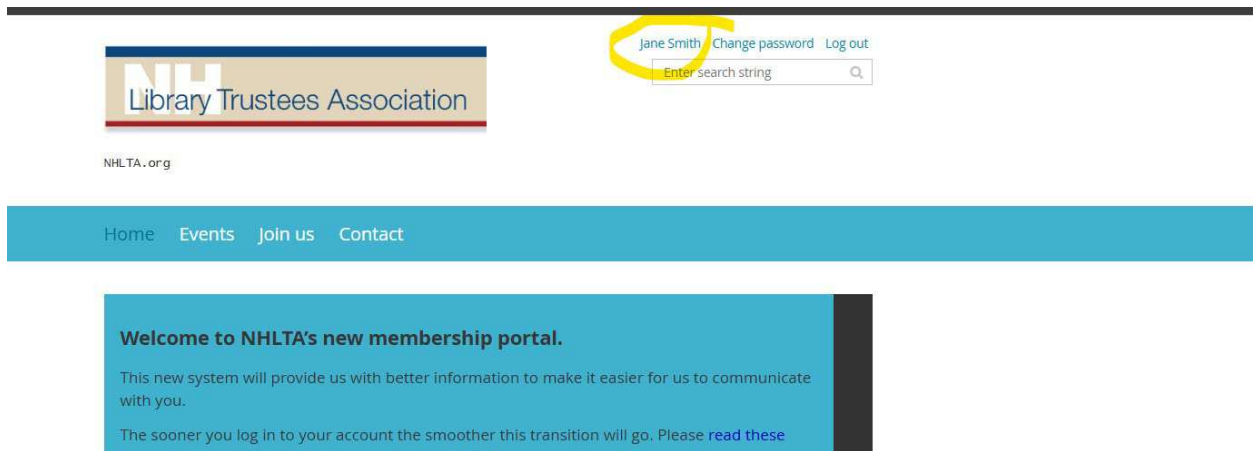 Jane Smith Change password Log out
NH
Library Trustees Association
Enter search string
NHLTA.org
Home Events Join us Contact
Welcome to NHLTA's new membership portal.
This new system will provide us with better information to make it easier for us to communicate
with you.
The sooner you log in to your account the smoother this transition will go. Please read these